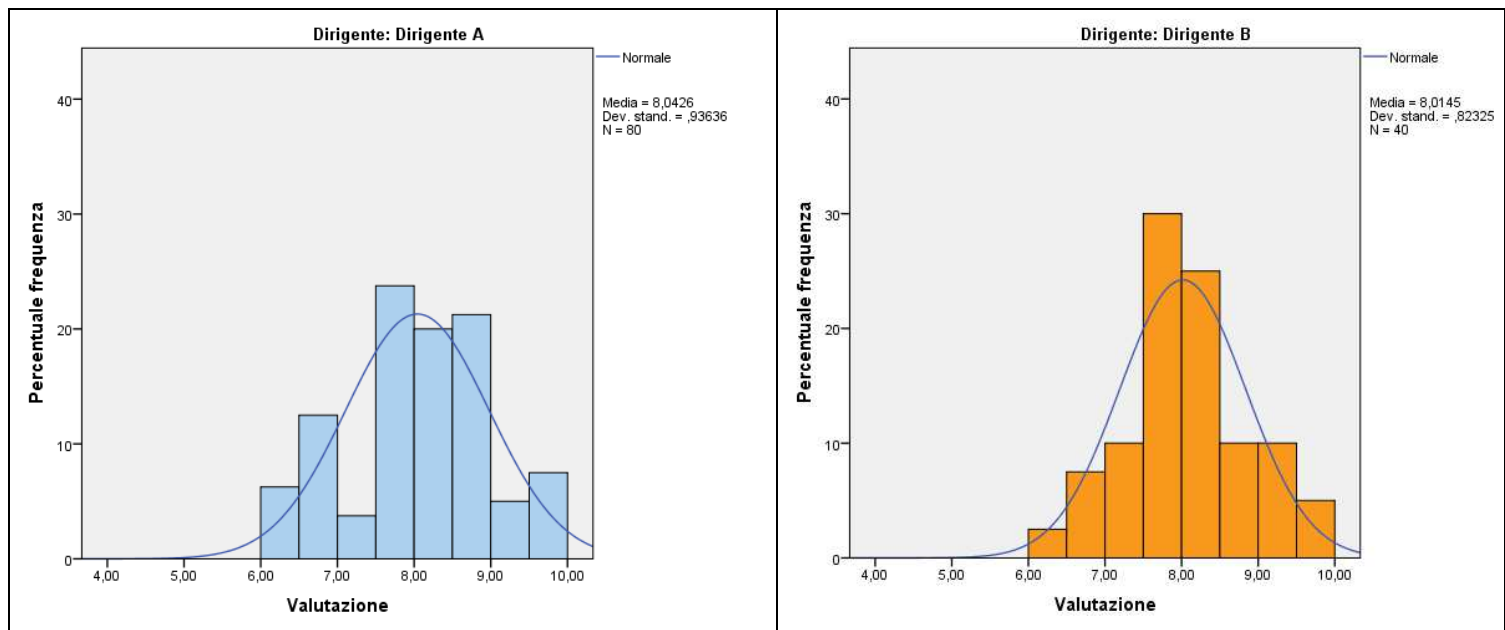 Dirigente: Dirigente A
Normale
Media = 8,0426
Dev. stand. = ,93636
N = 80
Percentuale frequenza
40
30
20
10
0
4,00 5,00 6,00 7,00 8,00 9,00 10,00
Valutazione
Dirigente: Dirigente B
Normale
Media = 8,0145
Dev. stand. = ,82325
N = 40
Percentuale frequenza
40
30
20
10
0
4,00 5,00 6,00 7,00 8,00 9,00 10,00
Valutazione